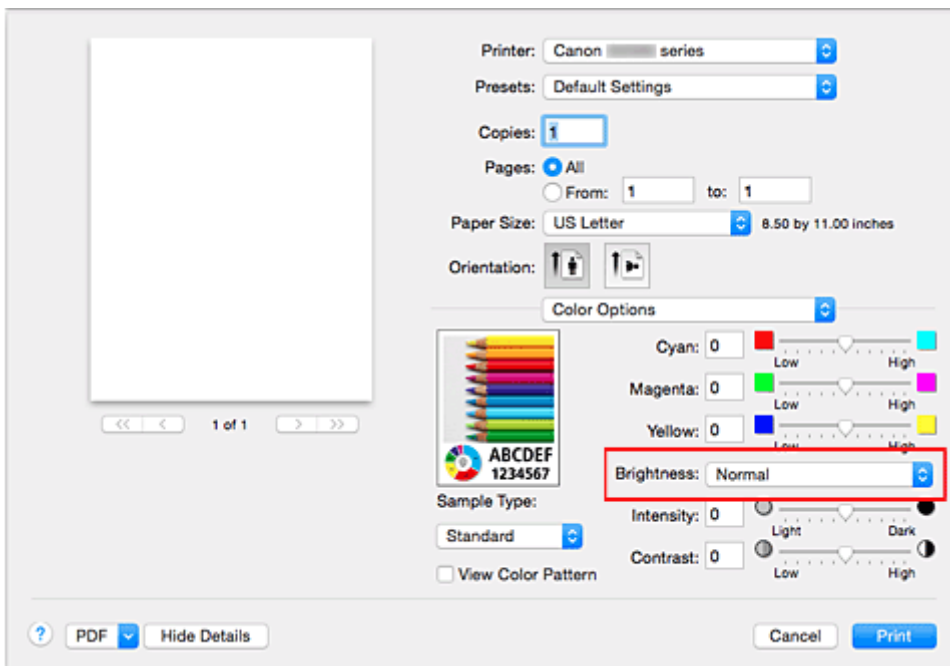 Printer: Canon series
Presets: Default Settings
Copies: 1
Pages: All
From: 1 to: 1
Paper Size: US Letter 8.50 by 11.00 inches
Orientation:
Color Options
Cyan: 0
Low High
Magenta: 0
Low High
Yellow: 0
Low High
Brightness: Normal
Intensity: 0
Light Dark
Contrast: 0
Low High
ABCDEF
1234567
Sample Type:
Standard
View Color Pattern
<< < 1 of 1 > >>
? PDF Hide Details Cancel Print